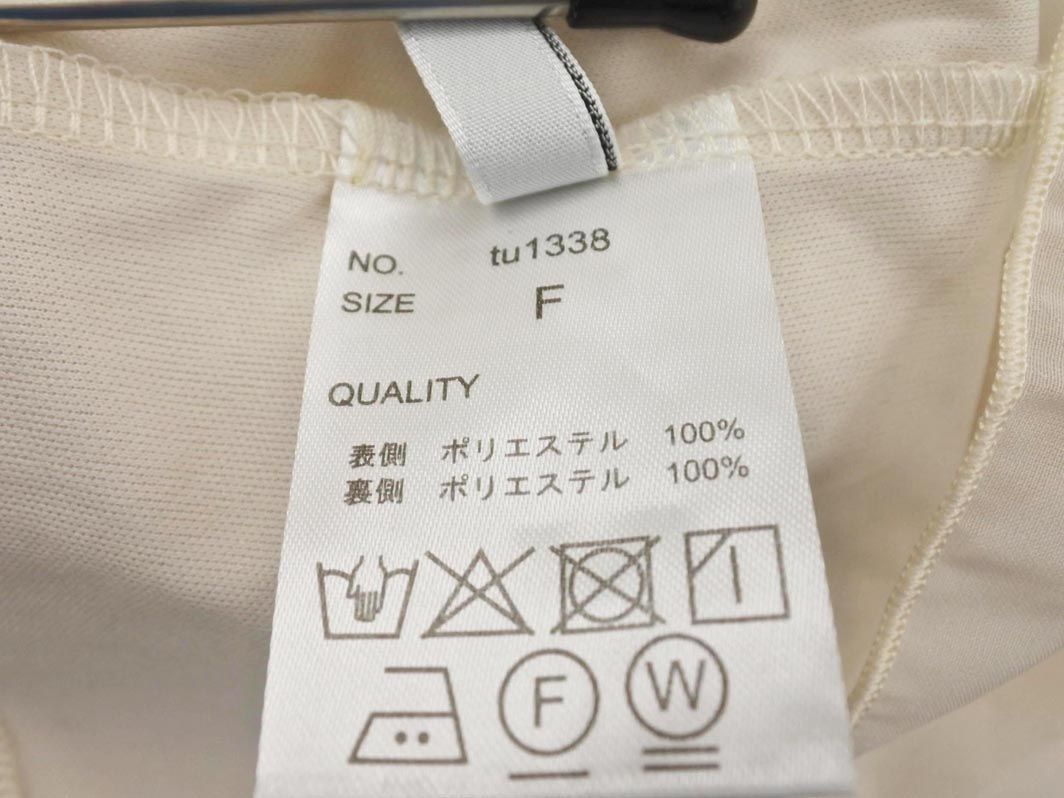 NO. tu1338
SIZE F
QUALITY
表側 ポリエステル 100%
裏側 ポリエステル 100%
F W